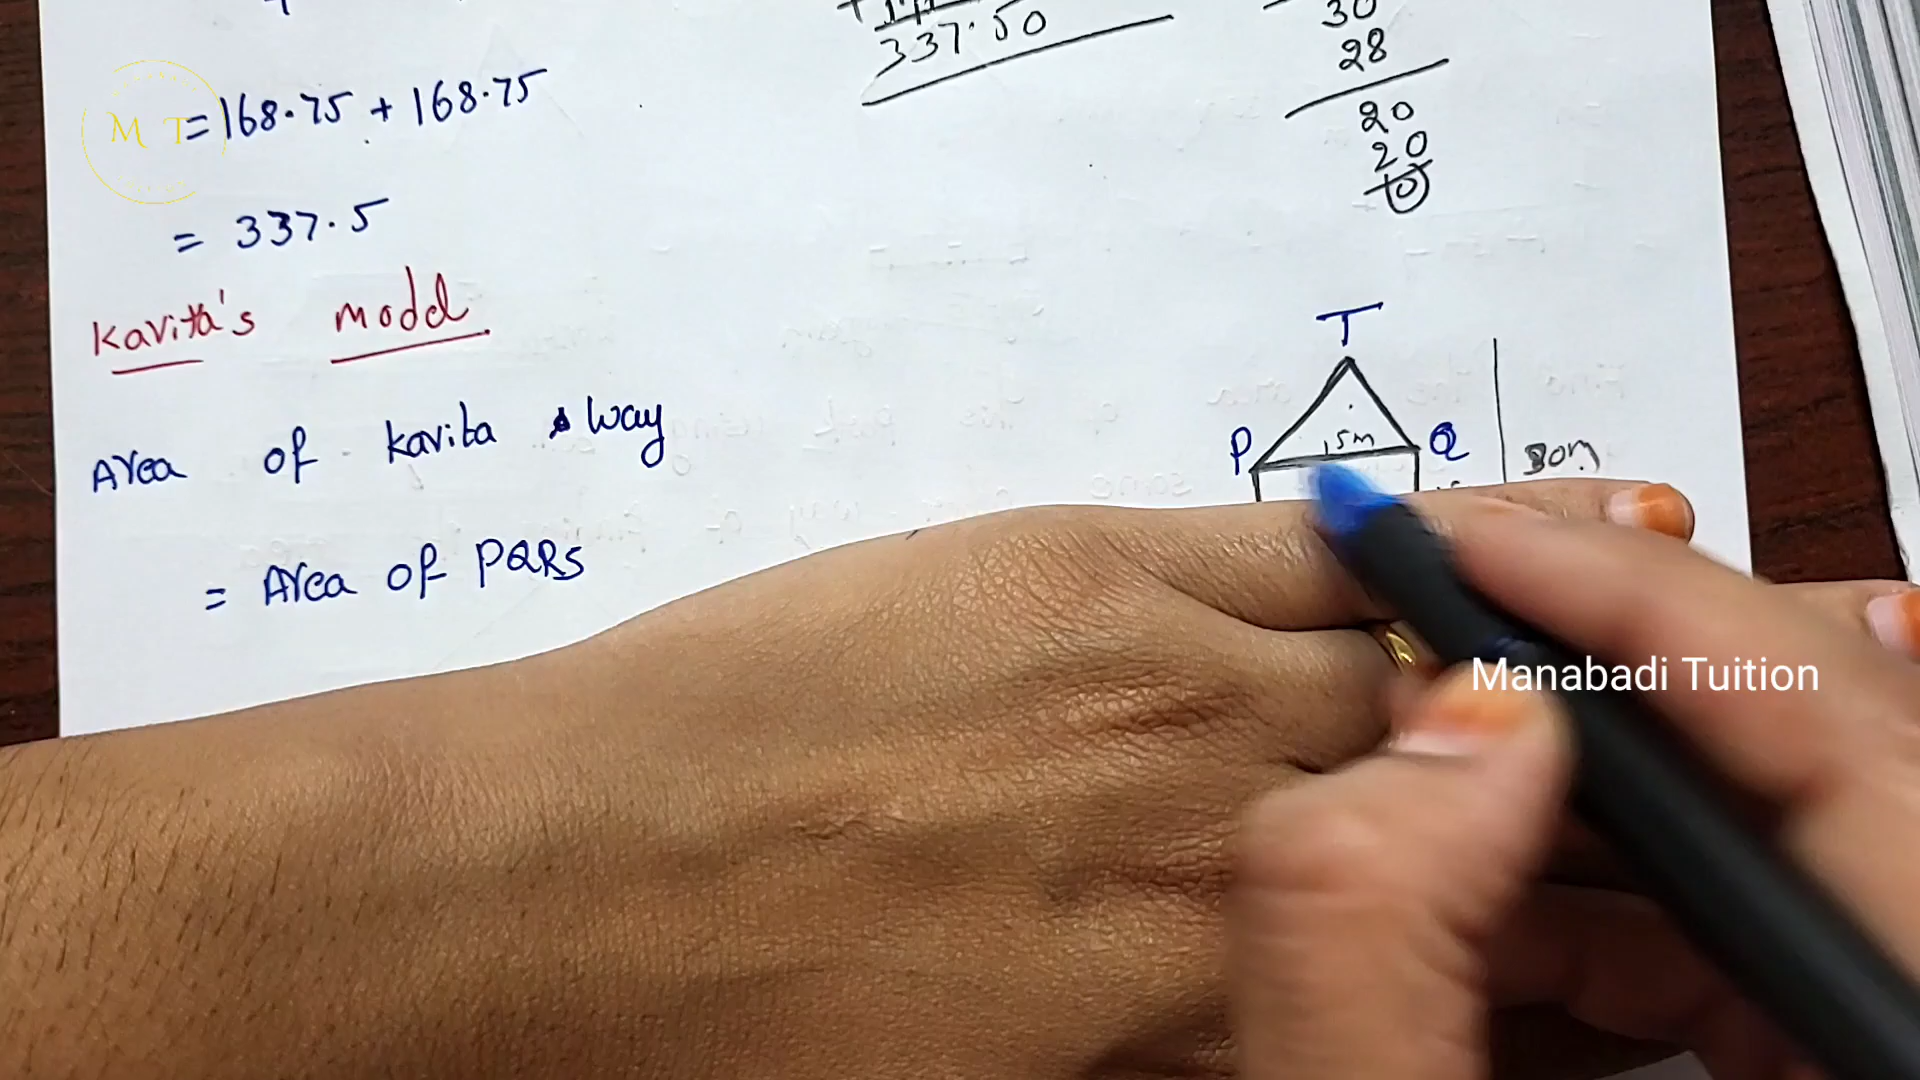 337.50
30
28
20
20
0
M T
= 168.75 + 168.75
= 337.5
Kavita's model
Area of kavita way
= Area of PQRS
T
P
15m
Q
30m
Manabadi Tuition